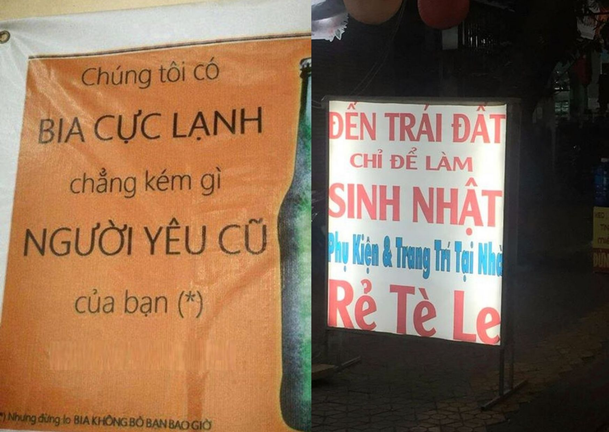 Chúng tôi có
BIA CỰC LẠNH
chẳng kém gì
NGƯỜI YÊU CŨ
của bạn (*)
*) Nhưng đừng lo BIA KHÔNG BỎ BẠN BAO GIỜ
ĐẾN TRÁI ĐẤT
CHỈ ĐỂ LÀM
SINH NHẬT
Phụ Kiện & Trang Trí Tại Nhà
Rẻ Tè Le